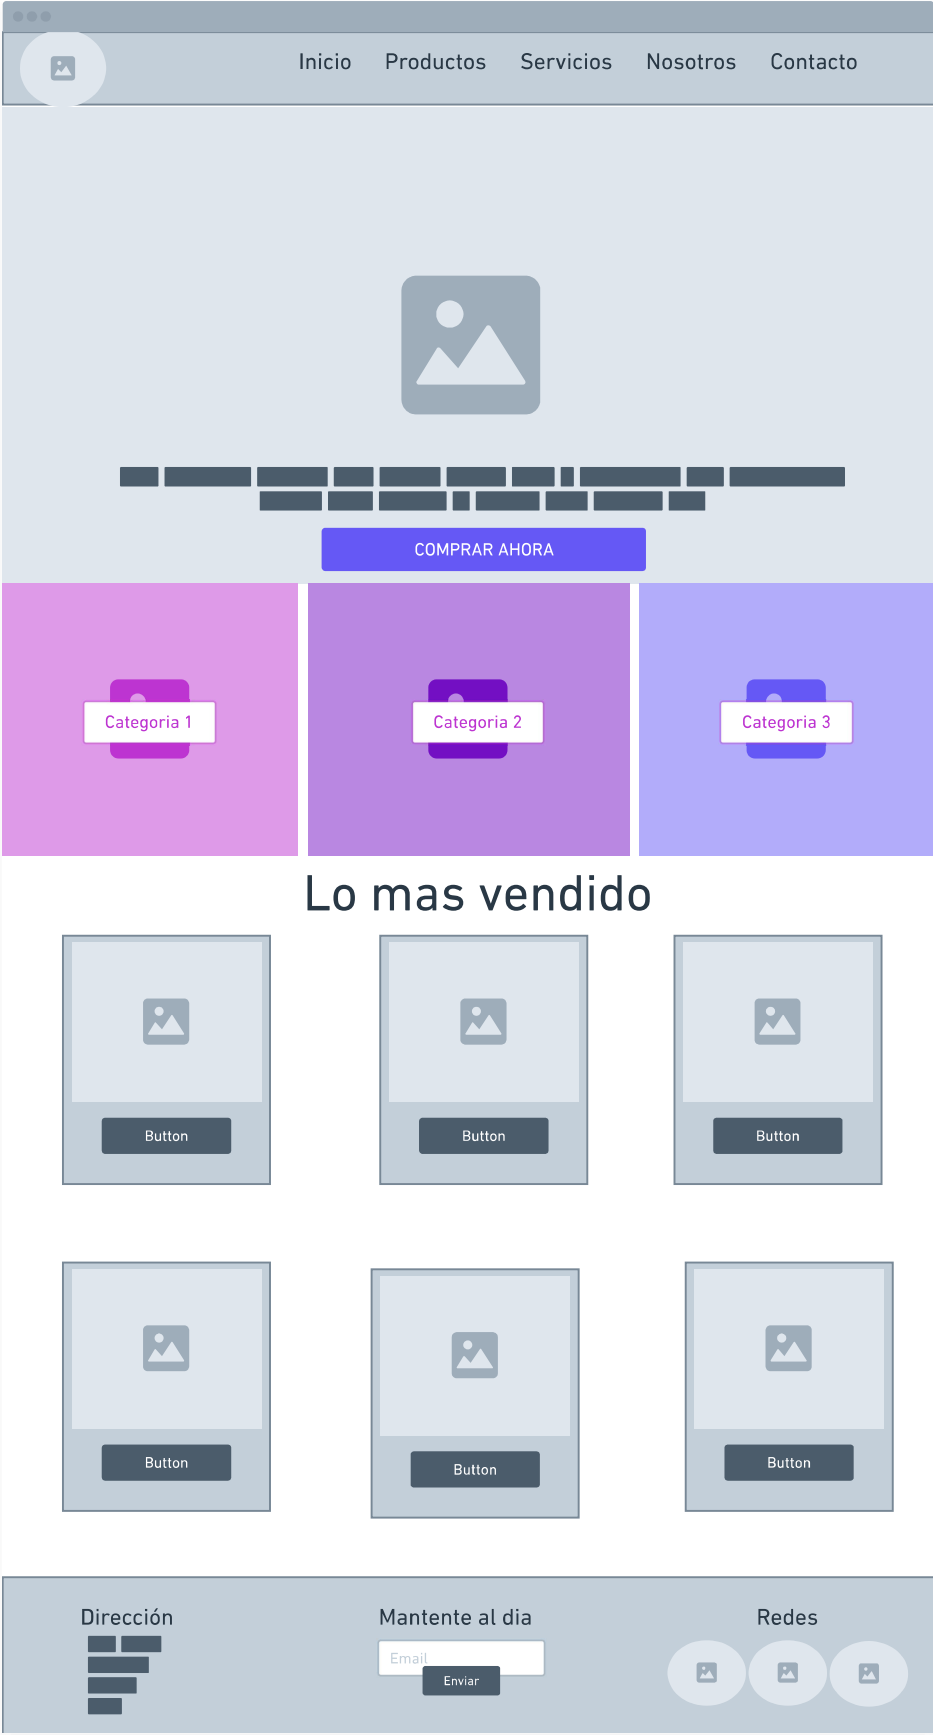 Inicio Productos Servicios Nosotros Contacto
COMPRAR AHORA
Categoria 1
Categoria 2
Categoria 3
Lo mas vendido
Button
Button
Button
Button
Button
Button
Dirección
Mantente al dia
Email
Enviar
Redes